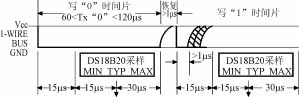 写“0”时间片
恢复
写“1”时间片
60<Tx“0”<120μs
>1μs
Vcc
1-WIRE
BUS
GND
DS18B20采样
MIN TYP MAX
>1μs
DS18B20采样
MIN TYP MAX
15μs
15μs
30μs
15μs
15μs
30μs